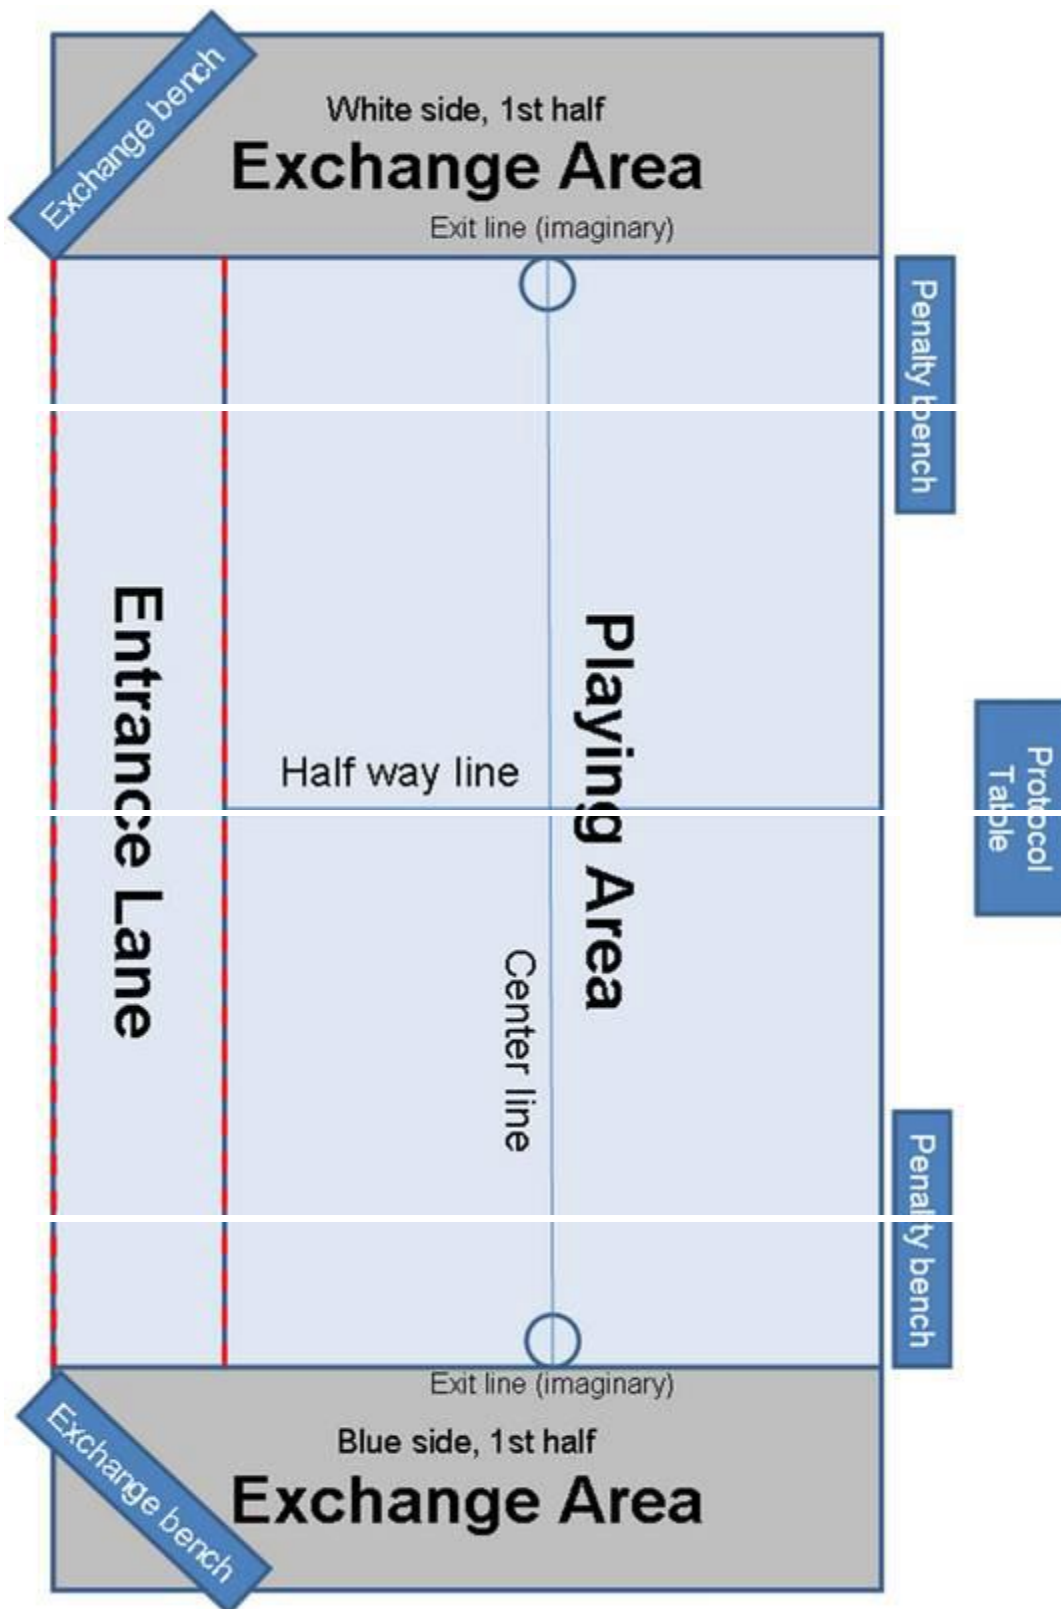 Exchange bench
White side, 1st half
Exchange Area
Exit line (imaginary)
Penalty bench
Entrance Lane
Playing Area
Half way line
Protocol
Table
Center line
Penality bench
Exit line (imaginary)
Blue side, 1st half
Exchange Area
Exchange bench